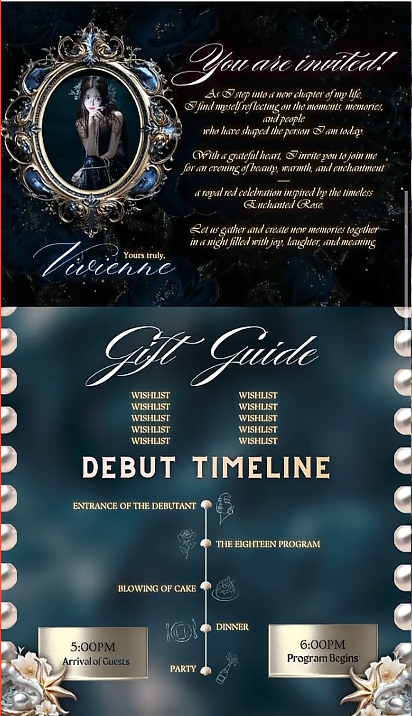 You are invited!
As I step into a new chapter of my life,
I find myself reflecting on the moments, memories,
and people
who have shaped the person I am today.
With a grateful heart, I invite you to join me
for an evening of beauty, warmth, and enchantment
—
a royal red celebration inspired by the timeless
Enchanted Rose.
Let us gather and create new memories together—
in a night filled with joy, laughter, and meaning
Yours truly,
Vivienne
Gift Guide
WISHLIST WISHLIST
WISHLIST WISHLIST
WISHLIST WISHLIST
WISHLIST WISHLIST
WISHLIST WISHLIST
DEBUT TIMELINE
ENTRANCE OF THE DEBUTANT
THE EIGHTEEN PROGRAM
BLOWING OF CAKE
DINNER
PARTY
5:00PM
Arrival of Guests
6:00PM
Program Begins